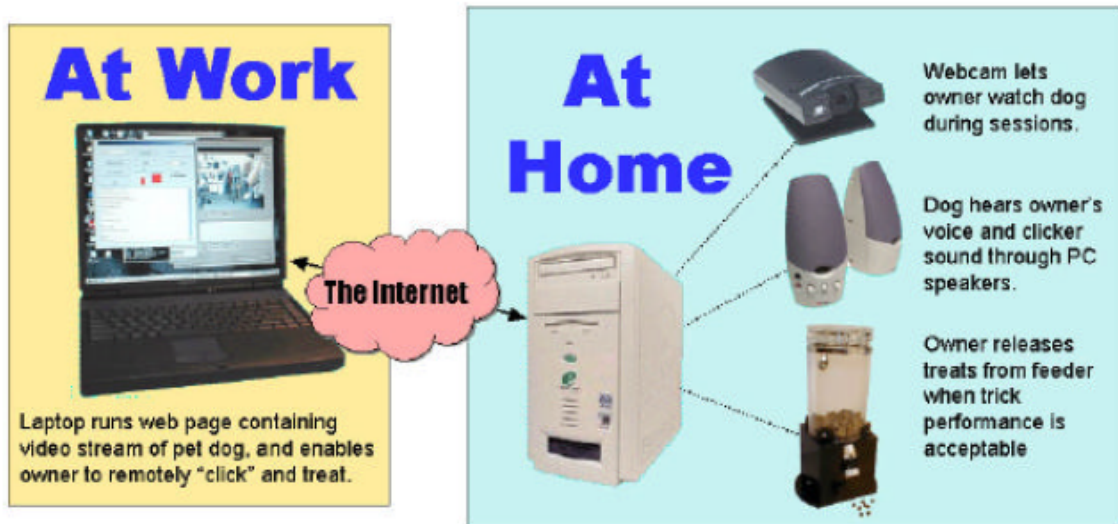 At Work
Laptop runs web page containing
video stream of pet dog, and enables
owner to remotely “click” and treat.
The Internet
At
Home
Webcam lets
owner watch dog
during sessions.
Dog hears owner's
voice and clicker
sound through PC
speakers.
Owner releases
treats from feeder
when trick
performance is
acceptable